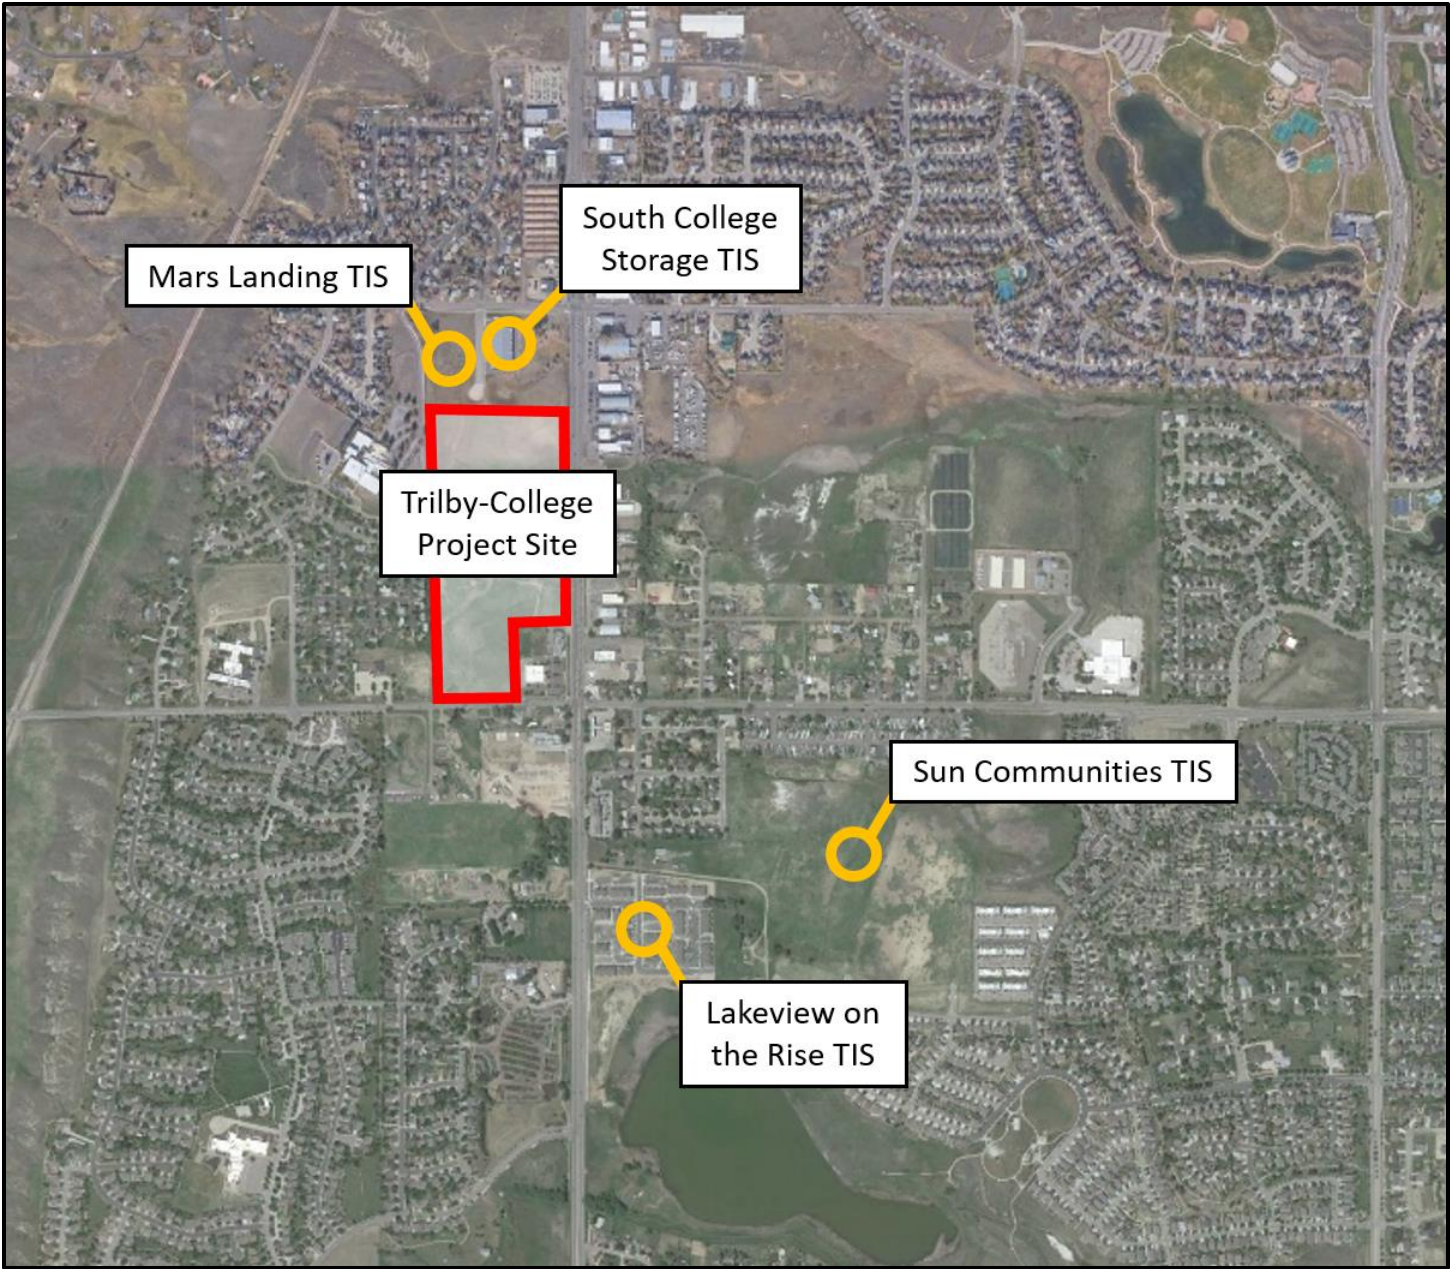 South College
Storage TIS
Mars Landing TIS
Trilby-College
Project Site
Sun Communities TIS
Lakeview on
the Rise TIS